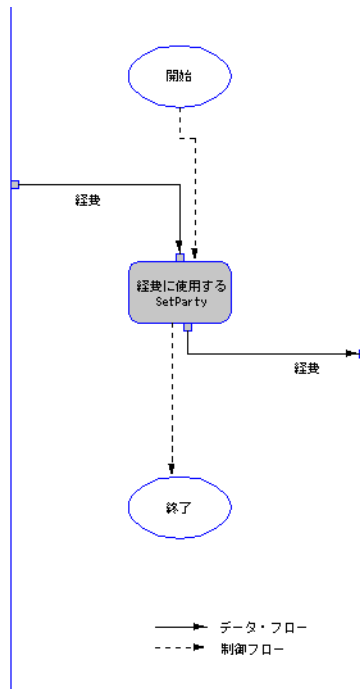 開始
経費
経費に使用する
SetParty
経費
終了
データ・フロー
制御フロー